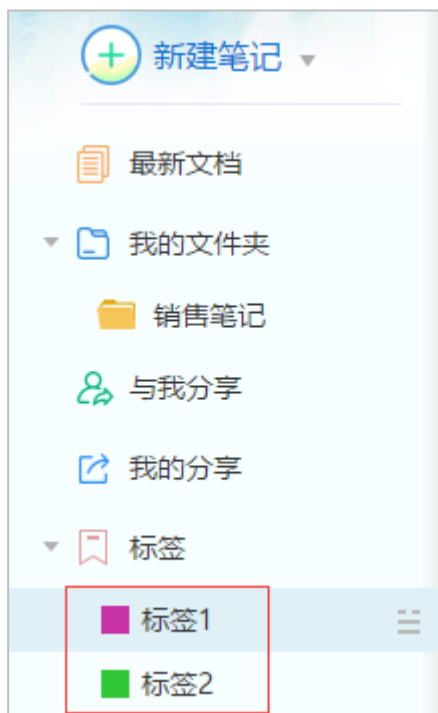 新建笔记
最新文档
我的文件夹
销售笔记
与我分享
我的分享
标签
标签1
标签2